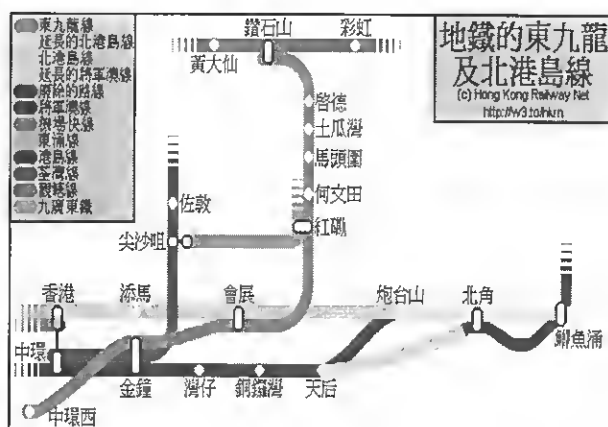 地鐵的東九龍
及北港島線
(c) Hong Kong Railway Net
東九龍線
延長的北港島線
北港島線
延長的將軍澳線
廢除的路線
將軍澳線
機場快線
東涌線
港島線
荃灣線
觀塘線
九廣東鐵
鑽石山
黃大仙
彩虹
啓德
土瓜灣
馬頭圍
何文田
紅磡
佐敦
尖沙咀
香港
添馬
會展
炮台山
北角
鰂魚涌
中環
金鐘
灣仔
銅鑼灣
天后
中環西